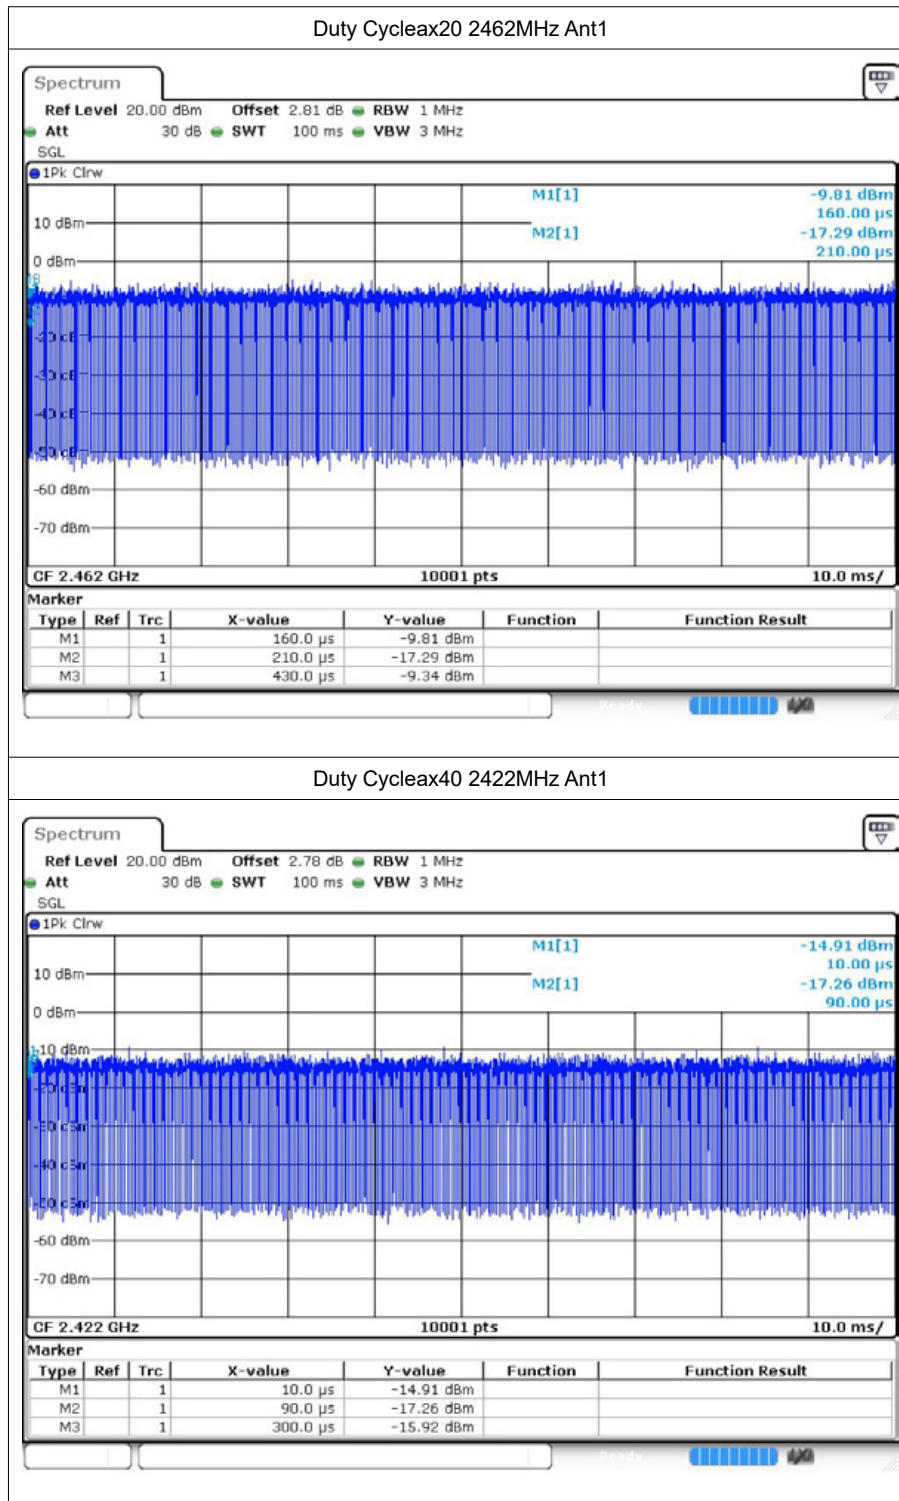 Duty Cycleax20 2462MHz Ant1
Spectrum
Ref Level 20.00 dBm Offset 2.81 dB RBW 1 MHz
Att 30 dB SWT 100 ms VBW 3 MHz
SGL
1Pk Clrw
M1[1] -9.81 dBm
160.00 µs
10 dBm
M2[1] -17.29 dBm
210.00 µs
0 dBm
-60 dBm
-70 dBm
CF 2.462 GHz 10001 pts 10.0 ms/
Marker
Type Ref Trc X-value Y-value Function Function Result
M1 1 160.0 µs -9.81 dBm
M2 1 210.0 µs -17.29 dBm
M3 1 430.0 µs -9.34 dBm
Ready
Duty Cycleax40 2422MHz Ant1
Spectrum
Ref Level 20.00 dBm Offset 2.78 dB RBW 1 MHz
Att 30 dB SWT 100 ms VBW 3 MHz
SGL
1Pk Clrw
M1[1] -14.91 dBm
10.00 µs
10 dBm
M2[1] -17.26 dBm
90.00 µs
0 dBm
-10 dBm
-60 dBm
-70 dBm
CF 2.422 GHz 10001 pts 10.0 ms/
Marker
Type Ref Trc X-value Y-value Function Function Result
M1 1 10.0 µs -14.91 dBm
M2 1 90.0 µs -17.26 dBm
M3 1 300.0 µs -15.92 dBm
Ready